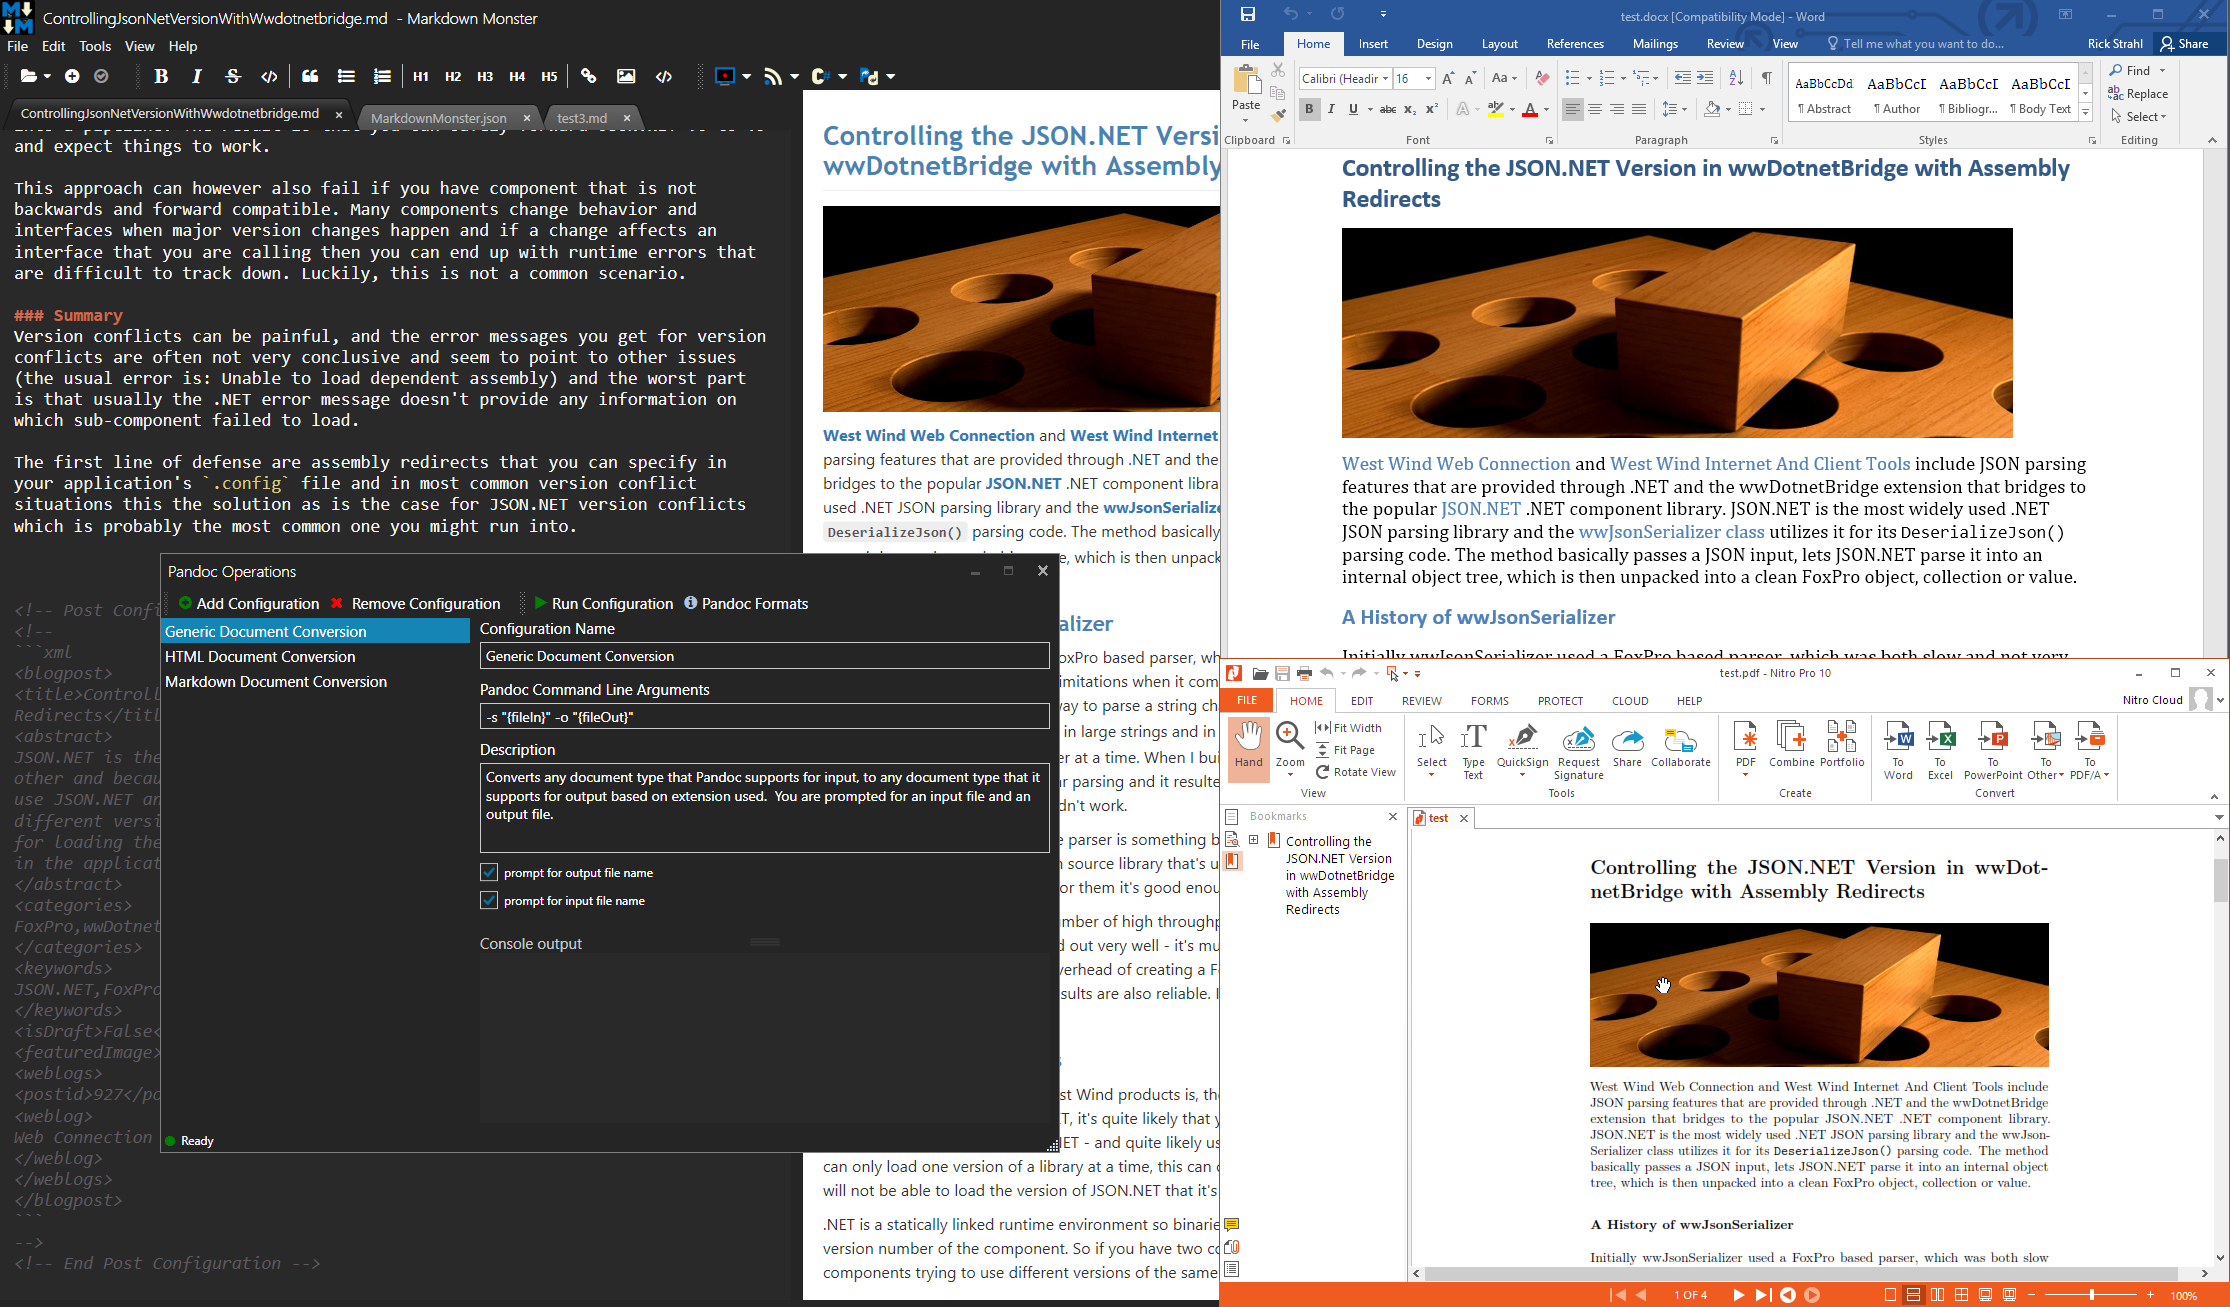 ControllingJsonNetVersionWithWwdotnetbridge.md - Markdown Monster
File Edit Tools View Help
H1 H2 H3 H4 H5
ControllingJsonNetVersionWithWwdotnetbridge.md
MarkdownMonster.json
test3.md
and expect things to work.
This approach can however also fail if you have component that is not
backwards and forward compatible. Many components change behavior and
interfaces when major version changes happen and if a change affects an
interface that you are calling then you can end up with runtime errors that
are difficult to track down. Luckily, this is not a common scenario.
### Summary
Version conflicts can be painful, and the error messages you get for version
conflicts are often not very conclusive and seem to point to other issues
(the usual error is: Unable to load dependent assembly) and the worst part
is that usually the .NET error message doesn't provide any information on
which sub-component failed to load.
The first line of defense are assembly redirects that you can specify in
your application's `.config` file and in most common version conflict
situations this the solution as is the case for JSON.NET version conflicts
which is probably the most common one you might run into.
<!-- Post Confi
<!--
```xml
<blogpost>
<title>Controll
Redirects</titl
<abstract>
JSON.NET is the
other and becau
use JSON.NET an
different versi
for loading the
in the applicat
</abstract>
<categories>
FoxPro,wwDotnet
</categories>
<keywords>
JSON.NET,FoxPro
</keywords>
<isDraft>False<
<featuredImage>
<weblogs>
<postid>927</po
<weblog>
Web Connection
</weblog>
</weblogs>
</blogpost>
```
-->
<!-- End Post Configuration -->
Pandoc Operations
Add Configuration Remove Configuration Run Configuration Pandoc Formats
Generic Document Conversion
HTML Document Conversion
Markdown Document Conversion
Configuration Name
Generic Document Conversion
Pandoc Command Line Arguments
-s "{fileIn}" -o "{fileOut}"
Description
Converts any document type that Pandoc supports for input, to any document type that it
supports for output based on extension used. You are prompted for an input file and an
output file.
prompt for output file name
prompt for input file name
Console output
Ready
Controlling the JSON.NET Versi
wwDotnetBridge with Assembly
West Wind Web Connection and West Wind Internet
parsing features that are provided through .NET and the
bridges to the popular JSON.NET .NET component libra
used .NET JSON parsing library and the wwJsonSerialize
DeserializeJson() parsing code. The method basically
e, which is then unpack
alizer
oxPro based parser, wh
imitations when it com
way to parse a string ch
in large strings and in
er at a time. When I bui
ar parsing and it resulte
dn't work.
e parser is something b
n source library that's u
or them it's good enou
umber of high throughp
d out very well - it's mu
verhead of creating a F
sults are also reliable. I
st Wind products is, the
T, it's quite likely that y
NET - and quite likely us
can only load one version of a library at a time, this can
will not be able to load the version of JSON.NET that it's
.NET is a statically linked runtime environment so binarie
version number of the component. So if you have two co
components trying to use different versions of the same
test.docx [Compatibility Mode] - Word
File Home Insert Design Layout References Mailings Review View Tell me what you want to do... Rick Strahl Share
Paste
Calibri (Headir 16
Clipboard Font Paragraph Styles Editing
AaBbCcDd AaBbCcI AaBbCcI AaBbCcI
¶ Abstract ¶ Author ¶ Bibliogr... ¶ Body Text
Find
Replace
Select
Controlling the JSON.NET Version in wwDotnetBridge with Assembly
Redirects
West Wind Web Connection and West Wind Internet And Client Tools include JSON parsing
features that are provided through .NET and the wwDotnetBridge extension that bridges to
the popular JSON.NET .NET component library. JSON.NET is the most widely used .NET
JSON parsing library and the wwJsonSerializer class utilizes it for its DeserializeJson()
parsing code. The method basically passes a JSON input, lets JSON.NET parse it into an
internal object tree, which is then unpacked into a clean FoxPro object, collection or value.
A History of wwJsonSerializer
Initially wwJsonSerializer used a FoxPro based parser, which was both slow and not very
test.pdf - Nitro Pro 10
FILE HOME EDIT REVIEW FORMS PROTECT CLOUD HELP Nitro Cloud
Hand Zoom
Fit Width
Fit Page
Rotate View
View
Select
Type Text
QuickSign
Request Signature
Share
Collaborate
Tools
PDF
Combine
Portfolio
Create
To Word
To Excel
To PowerPoint
To Other
To PDF/A
Convert
Bookmarks
Controlling the
JSON.NET Version
in wwDotnetBridge
with Assembly
Redirects
test
Controlling the JSON.NET Version in wwDot-
netBridge with Assembly Redirects
West Wind Web Connection and West Wind Internet And Client Tools include
JSON parsing features that are provided through .NET and the wwDotnetBridge
extension that bridges to the popular JSON.NET .NET component library.
JSON.NET is the most widely used .NET JSON parsing library and the wwJson-
Serializer class utilizes it for its DeserializeJson() parsing code. The method
basically passes a JSON input, lets JSON.NET parse it into an internal object
tree, which is then unpacked into a clean FoxPro object, collection or value.
A History of wwJsonSerializer
Initially wwJsonSerializer used a FoxPro based parser, which was both slow
1 OF 4
100%